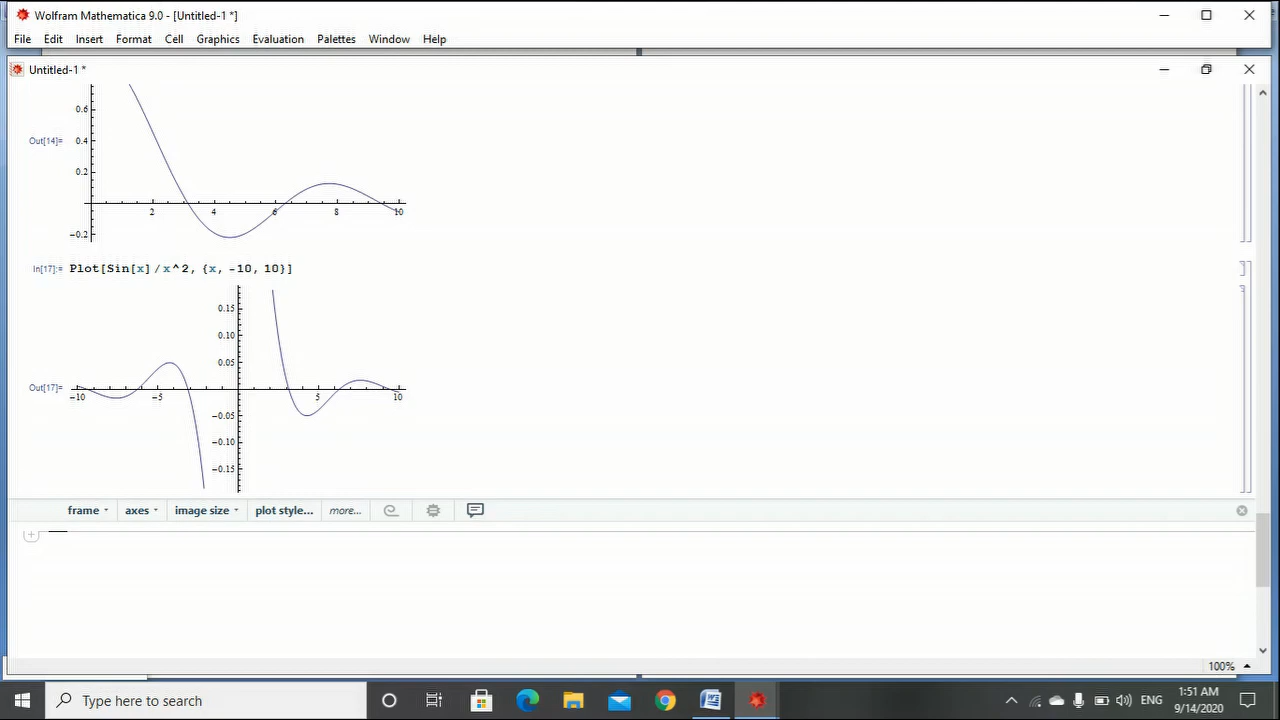 Wolfram Mathematica 9.0 - [Untitled-1 *]
File Edit Insert Format Cell Graphics Evaluation Palettes Window Help
Untitled-1 *
0.6
Out[14]= 0.4
0.2
2 4 6 8 10
-0.2
In[17]:= Plot[Sin[x]/x^2, {x, -10, 10}]
0.15
0.10
0.05
Out[17]=
-10 -5 5 10
-0.05
-0.10
-0.15
frame axes image size plot style... more...
100%
Type here to search
ENG
1:51 AM
9/14/2020